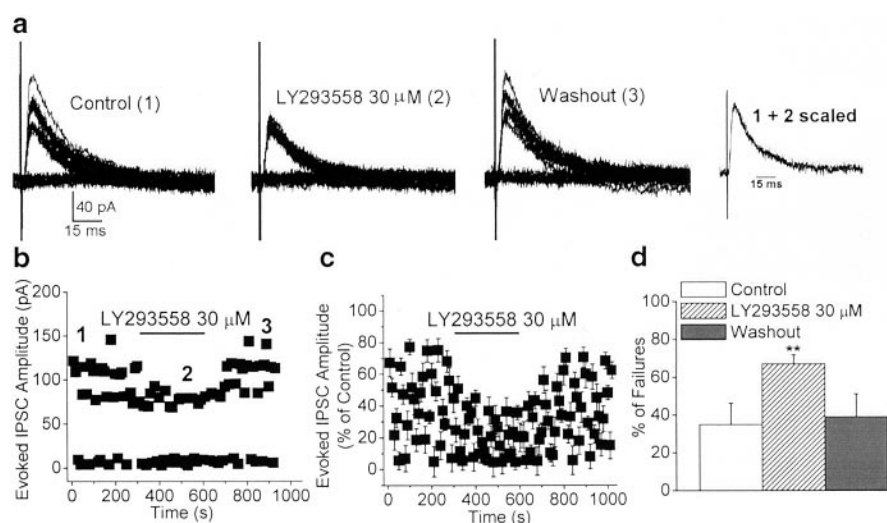 a
Control (1)
LY293558 30 µM (2)
Washout (3)
1 + 2 scaled
40 pA
15 ms
15 ms
b
Evoked IPSC Amplitude (pA)
200
150
100
50
0
1
LY293558 30 µM
3
2
0 200 400 600 800 1000
Time (s)
c
Evoked IPSC Amplitude
(% of Control)
100
80
60
40
20
0
LY293558 30 µM
0 200 400 600 800 1000
Time (s)
d
Control
LY293558 30 µM
Washout
% of Failures
100
80
60
40
20
0
**